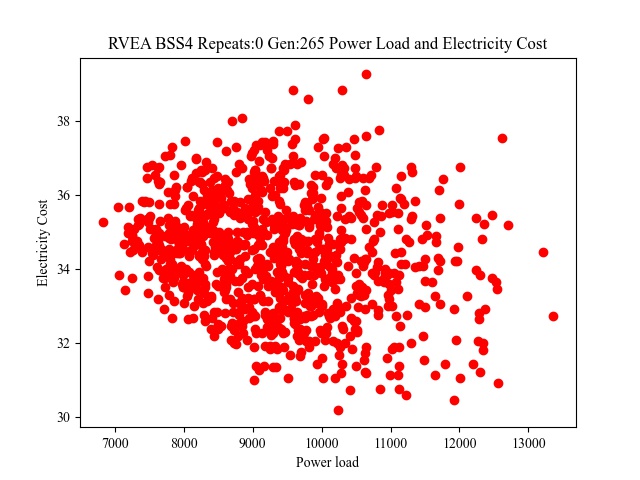 RVEA BSS4 Repeats:0 Gen:265 Power Load and Electricity Cost
Electricity Cost
38
36
34
32
30
7000 8000 9000 10000 11000 12000 13000
Power load